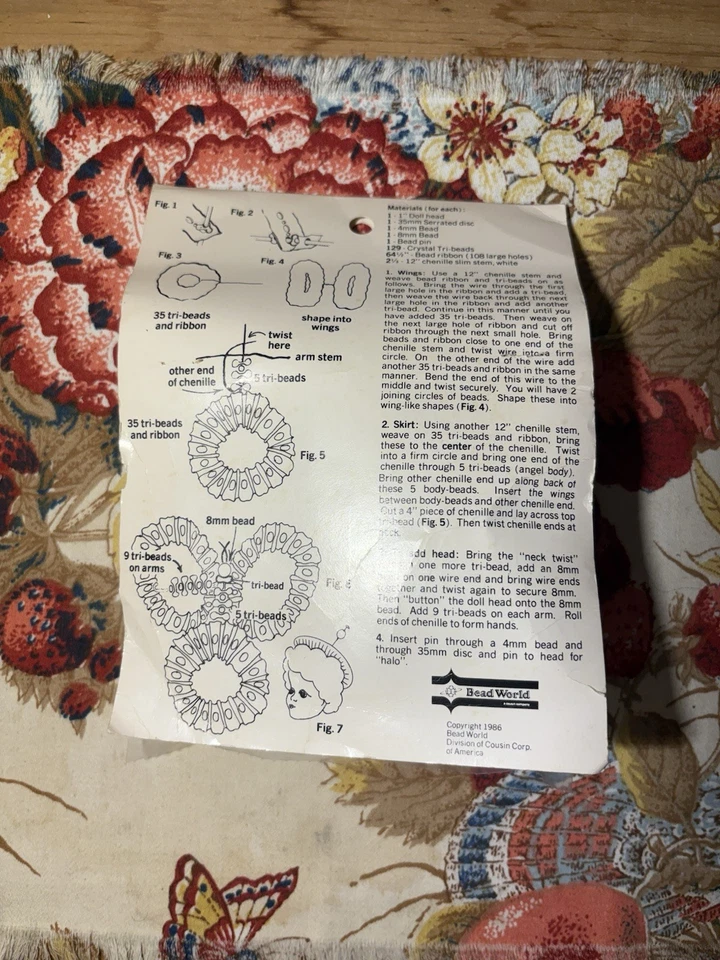 Fig. 1
Fig. 2
Fig. 3
Fig. 4
35 tri-beads
and ribbon
shape into
wings
twist
here
arm stem
other end
of chenille
5 tri-beads
35 tri-beads
and ribbon
Fig. 5
8mm bead
9 tri-beads
on arms
tri-bead
Fig. 6
5 tri-beads
Fig. 7
Materials (for each):
1 - 1" Doll head
1 - 35mm Serrated disc
1 - 4mm Bead
1 - 8mm Bead
1 - Bead pin
129 - Crystal Tri-beads
64½" - Bead ribbon (108 large holes)
2½ - 12" chenille slim stem, white
1. Wings: Use a 12" chenille stem and
weave bead ribbon and tri-beads on as
follows. Bring the wire through the first
large hole in the ribbon and add a tri-bead,
then weave the wire back through the next
large hole in the ribbon and add another
tri-bead. Continue in this manner until you
have added 35 tri-beads. Then weave on
the next large hole of ribbon and cut off
ribbon through the next small hole. Bring
beads and ribbon close to one end of the
chenille stem and twist wire into a firm
circle. On the other end of the wire add
another 35 tri-beads and ribbon in the same
manner. Bend the end of this wire to the
middle and twist securely. You will have 2
joining circles of beads. Shape these into
wing-like shapes (Fig. 4).
2. Skirt: Using another 12" chenille stem,
weave on 35 tri-beads and ribbon, bring
these to the center of the chenille. Twist
into a firm circle and bring one end of the
chenille through 5 tri-beads (angel body).
Bring other chenille end up along back of
these 5 body-beads. Insert the wings
between body-beads and other chenille end.
Cut a 4" piece of chenille and lay across top
tri-bead (Fig. 5). Then twist chenille ends at
neck.
add head: Bring the "neck twist"
one more tri-bead, add an 8mm
on one wire end and bring wire ends
together and twist again to secure 8mm.
Then "button" the doll head onto the 8mm
bead. Add 9 tri-beads on each arm. Roll
ends of chenille to form hands.
4. Insert pin through a 4mm bead and
through 35mm disc and pin to head for
"halo".
Bead World
Copyright 1986
Bead World
Division of Cousin Corp.
of America